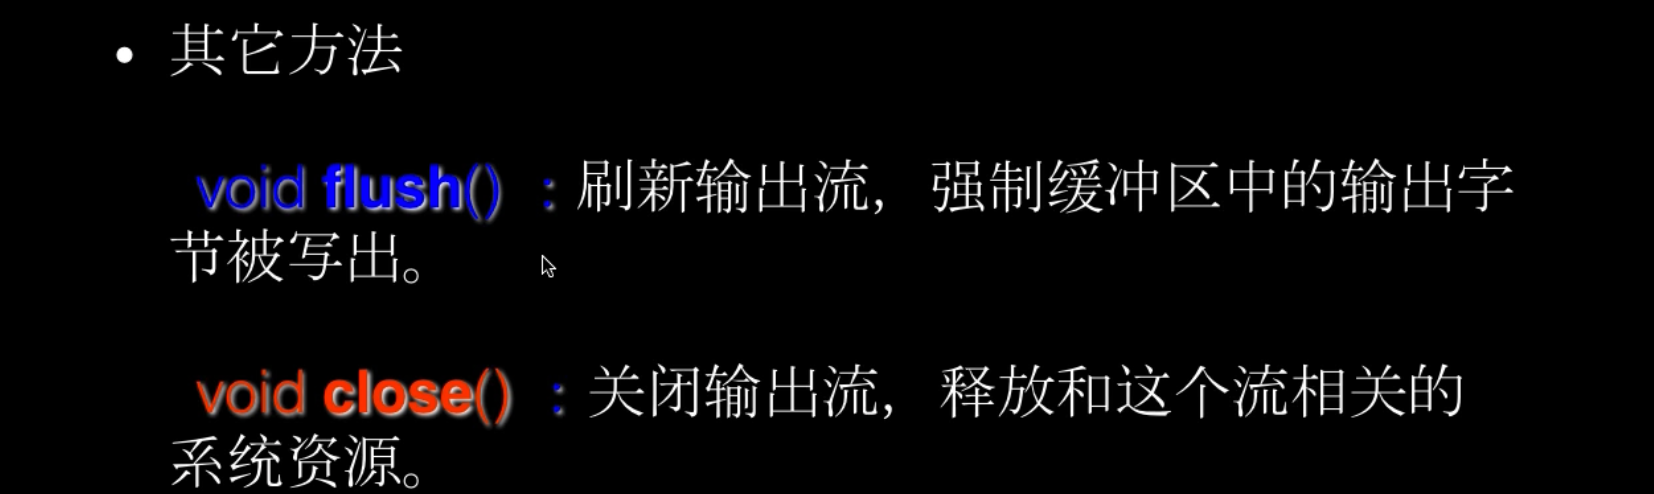 • 其它方法
void flush() ：刷新输出流，强制缓冲区中的输出字
节被写出。
void close() ：关闭输出流，释放和这个流相关的
系统资源。